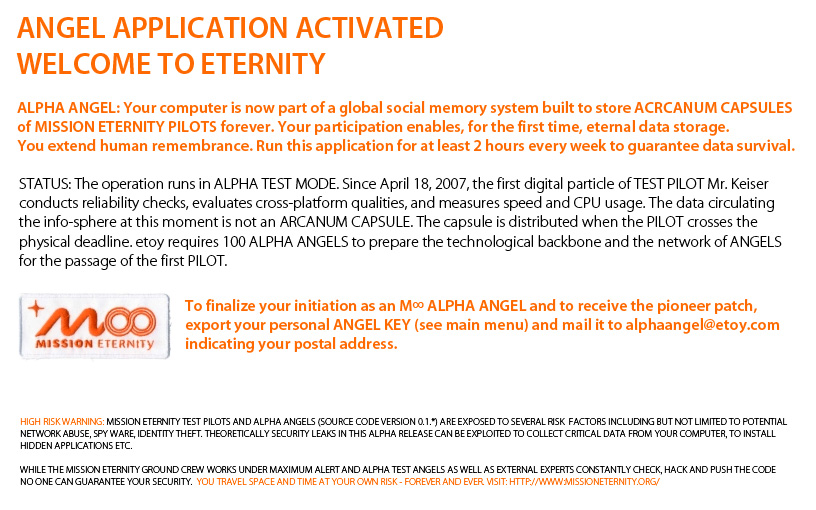 ANGEL APPLICATION ACTIVATED
WELCOME TO ETERNITY
ALPHA ANGEL: Your computer is now part of a global social memory system built to store ACRCANUM CAPSULES
of MISSION ETERNITY PILOTS forever. Your participation enables, for the first time, eternal data storage.
You extend human remembrance. Run this application for at least 2 hours every week to guarantee data survival.
STATUS: The operation runs in ALPHA TEST MODE. Since April 18, 2007, the first digital particle of TEST PILOT Mr. Keiser
conducts reliability checks, evaluates cross-platform qualities, and measures speed and CPU usage. The data circulating
the info-sphere at this moment is not an ARCANUM CAPSULE. The capsule is distributed when the PILOT crosses the
physical deadline. etoy requires 100 ALPHA ANGELS to prepare the technological backbone and the network of ANGELS
for the passage of the first PILOT.
M∞
MISSION ETERNITY
To finalize your initiation as an M∞ ALPHA ANGEL and to receive the pioneer patch,
export your personal ANGEL KEY (see main menu) and mail it to alphaangel@etoy.com
indicating your postal address.
HIGH RISK WARNING: MISSION ETERNITY TEST PILOTS AND ALPHA ANGELS (SOURCE CODE VERSION 0.1.*) ARE EXPOSED TO SEVERAL RISK FACTORS INCLUDING BUT NOT LIMITED TO POTENTIAL
NETWORK ABUSE, SPY WARE, IDENTITY THEFT. THEORETICALLY SECURITY LEAKS IN THIS ALPHA RELEASE CAN BE EXPLOITED TO COLLECT CRITICAL DATA FROM YOUR COMPUTER, TO INSTALL
HIDDEN APPLICATIONS ETC.
WHILE THE MISSION ETERNITY GROUND CREW WORKS UNDER MAXIMUM ALERT AND ALPHA TEST ANGELS AS WELL AS EXTERNAL EXPERTS CONSTANTLY CHECK, HACK AND PUSH THE CODE
NO ONE CAN GUARANTEE YOUR SECURITY. YOU TRAVEL SPACE AND TIME AT YOUR OWN RISK - FOREVER AND EVER. VISIT: HTTP://WWW.MISSIONETERNITY.ORG/